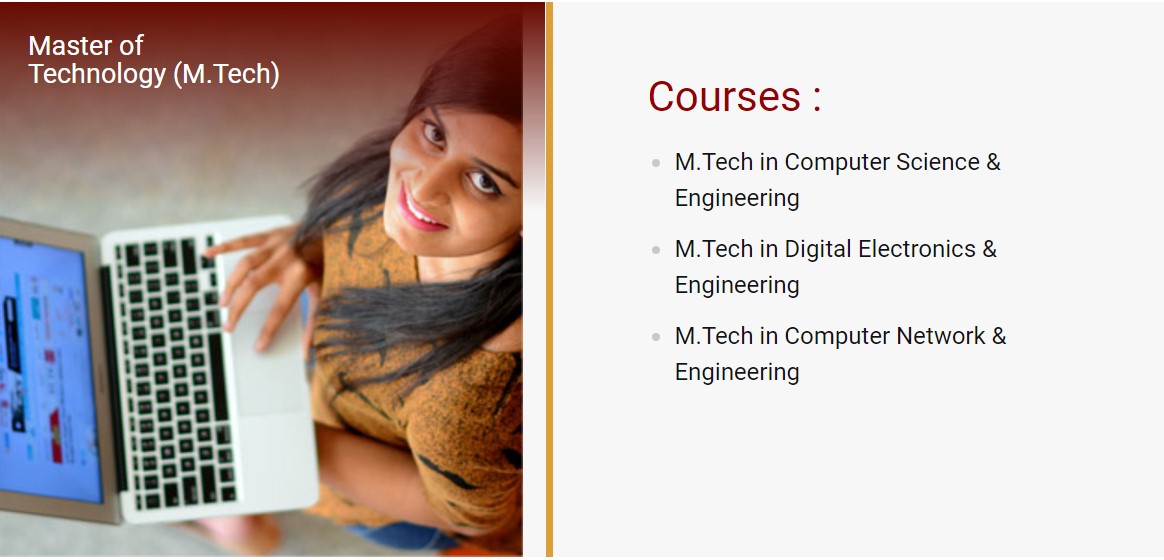 Master of
Technology (M.Tech)
Courses :
M.Tech in Computer Science &
Engineering
M.Tech in Digital Electronics &
Engineering
M.Tech in Computer Network &
Engineering